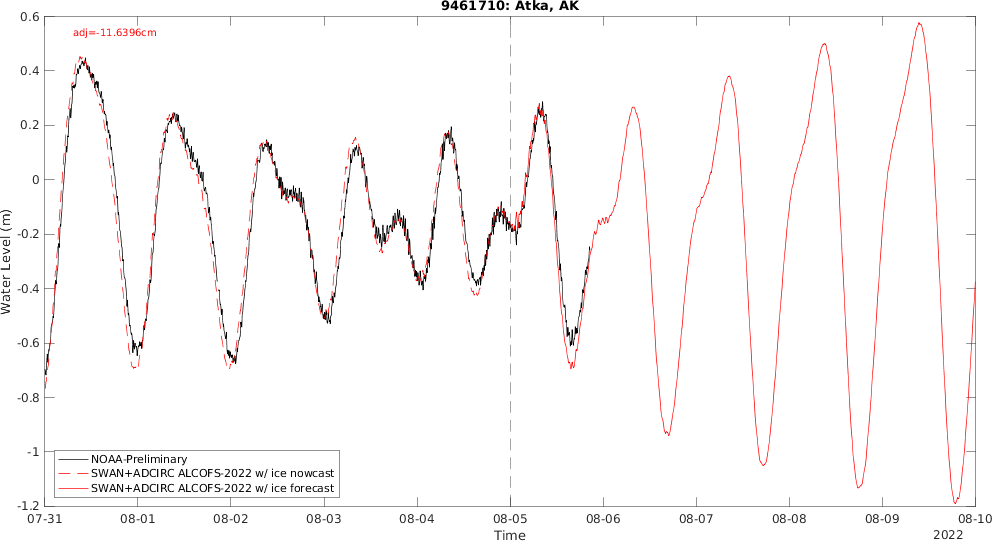 9461710: Atka, AK
adj=-11.6396cm
0.6
0.4
0.2
0
-0.2
-0.4
-0.6
-0.8
-1
-1.2
Water Level (m)
NOAA-Preliminary
SWAN+ADCIRC ALCOFS-2022 w/ ice nowcast
SWAN+ADCIRC ALCOFS-2022 w/ ice forecast
07-31 08-01 08-02 08-03 08-04 08-05 08-06 08-07 08-08 08-09 08-10
Time
2022